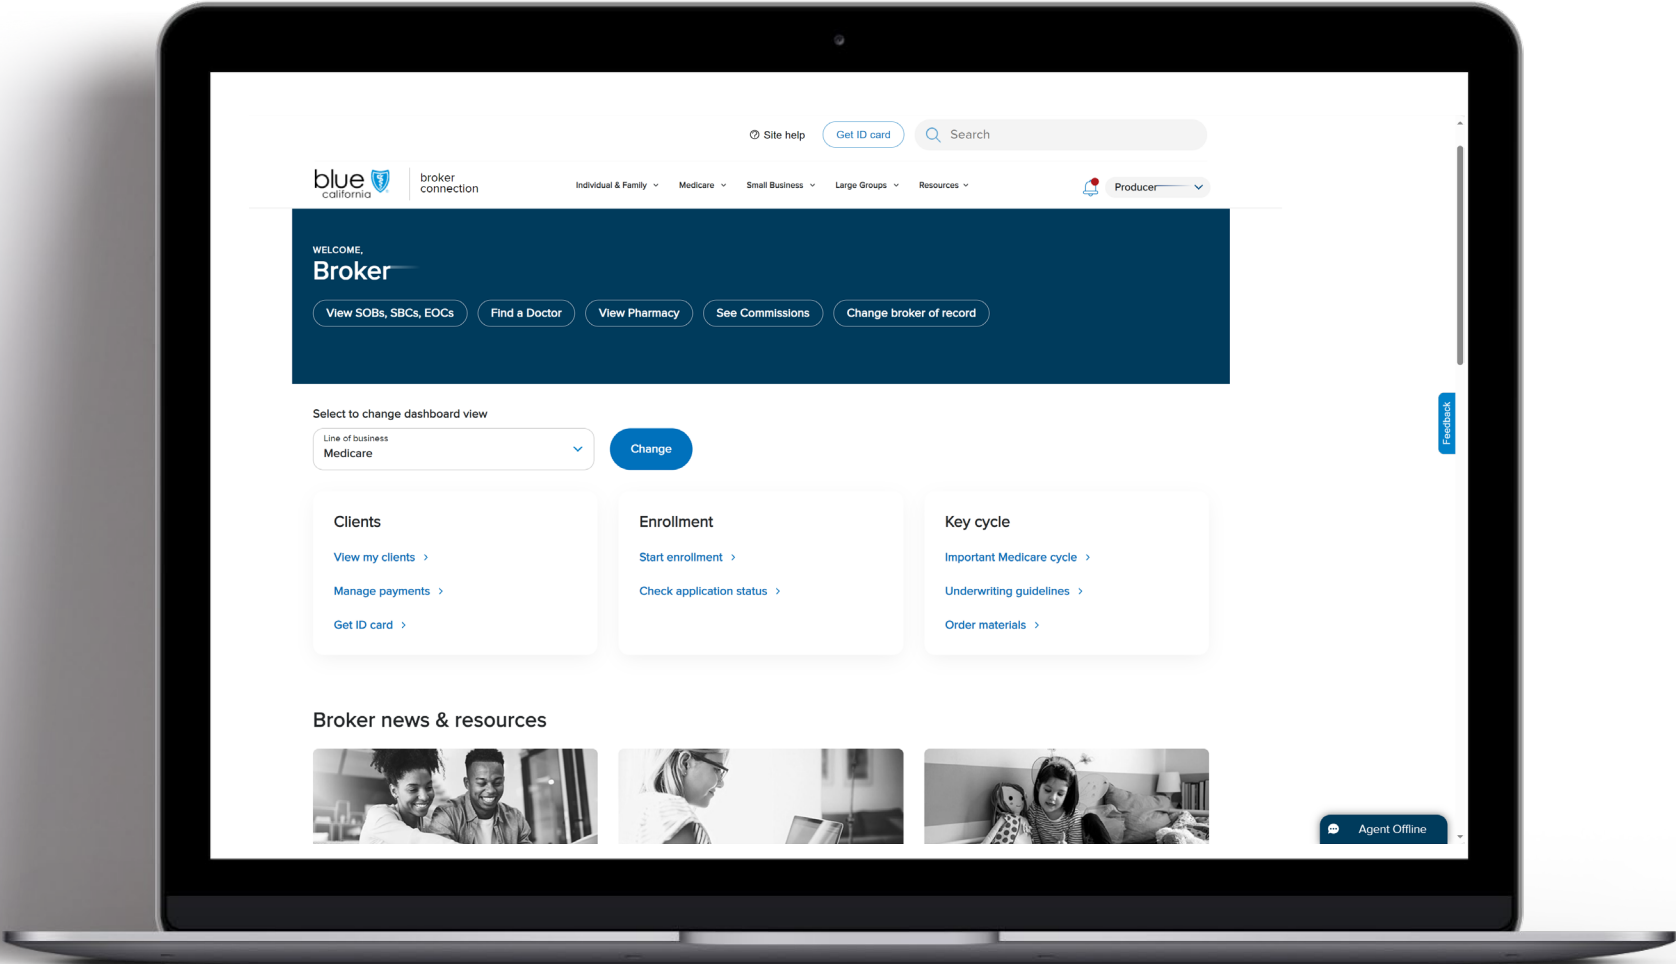 Site help
Get ID card
Search
blue
california
broker
connection
Individual & Family
Medicare
Small Business
Large Groups
Resources
Producer
WELCOME,
Broker
View SOBs, SBCs, EOCs
Find a Doctor
View Pharmacy
See Commissions
Change broker of record
Select to change dashboard view
Line of business
Medicare
Change
Feedback
Clients
View my clients
Manage payments
Get ID card
Enrollment
Start enrollment
Check application status
Key cycle
Important Medicare cycle
Underwriting guidelines
Order materials
Broker news & resources
Agent Offline